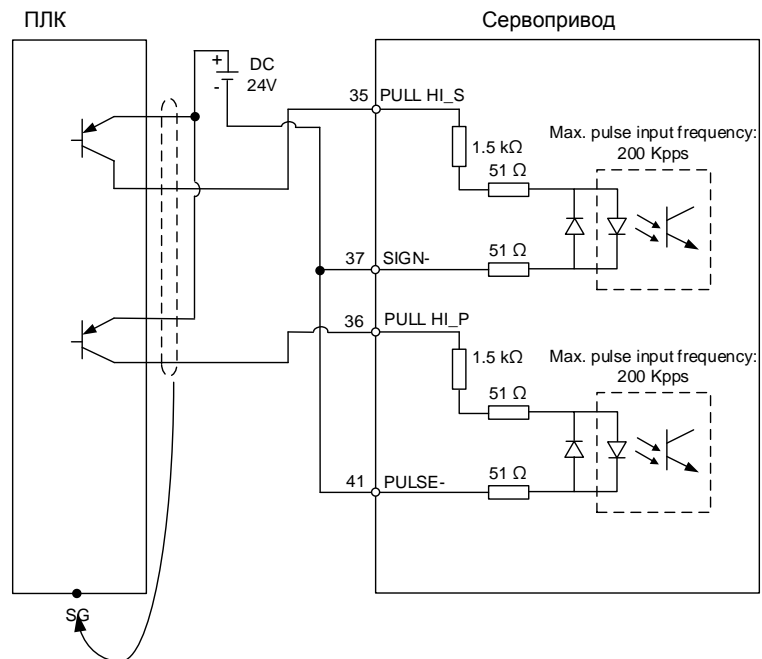 ПЛК
Сервопривод
+
DC
24V
-
35
PULL HI_S
1.5 kΩ
51 Ω
Max. pulse input frequency:
200 Kpps
37
SIGN-
51 Ω
36
PULL HI_P
1.5 kΩ
51 Ω
Max. pulse input frequency:
200 Kpps
41
PULSE-
51 Ω
SG